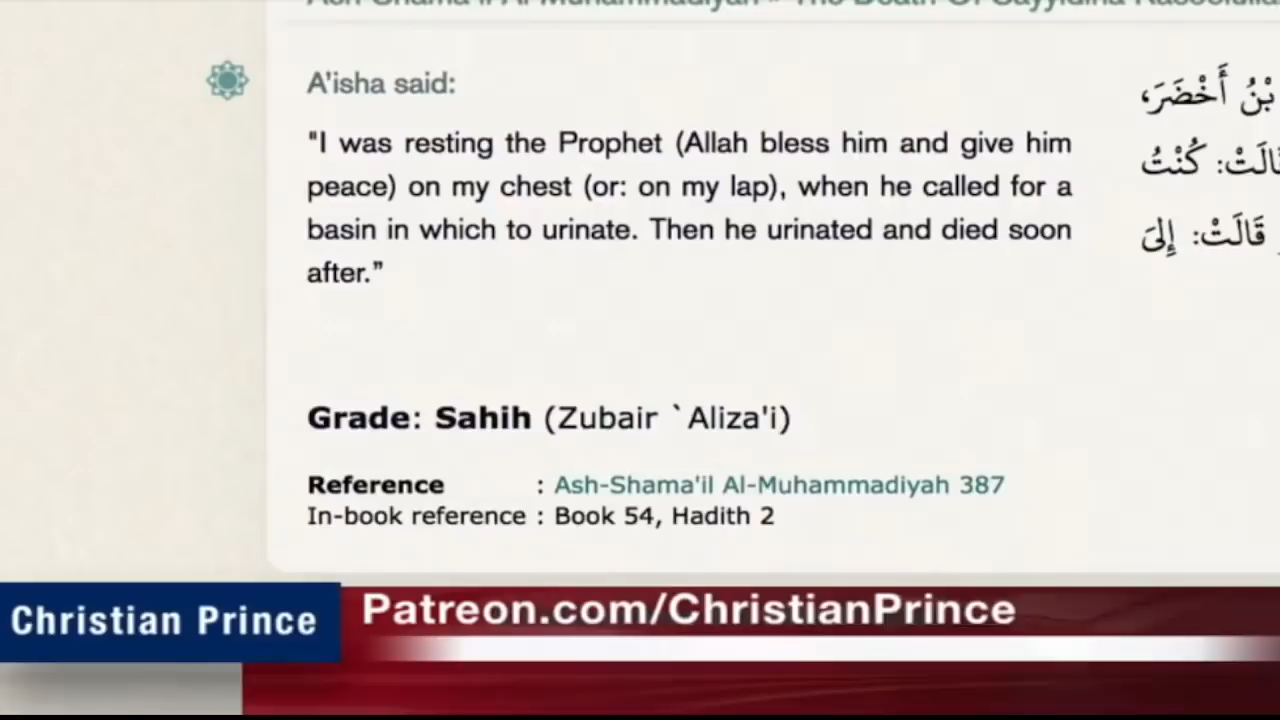 A'isha said:
"I was resting the Prophet (Allah bless him and give him
peace) on my chest (or: on my lap), when he called for a
basin in which to urinate. Then he urinated and died soon
after.”
بْنُ أَخْضَرَ،
كُنْتُ
قَالَتْ: إِلَى
Grade: Sahih (Zubair `Aliza'i)
Reference : Ash-Shama'il Al-Muhammadiyah 387
In-book reference : Book 54, Hadith 2
Christian Prince
Patreon.com/ChristianPrince